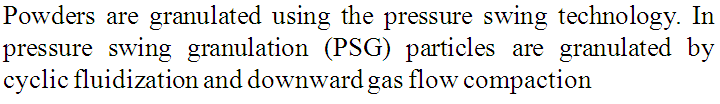 Powders are granulated using the pressure swing technology. In
pressure swing granulation (PSG) particles are granulated by
cyclic fluidization and downward gas flow compaction